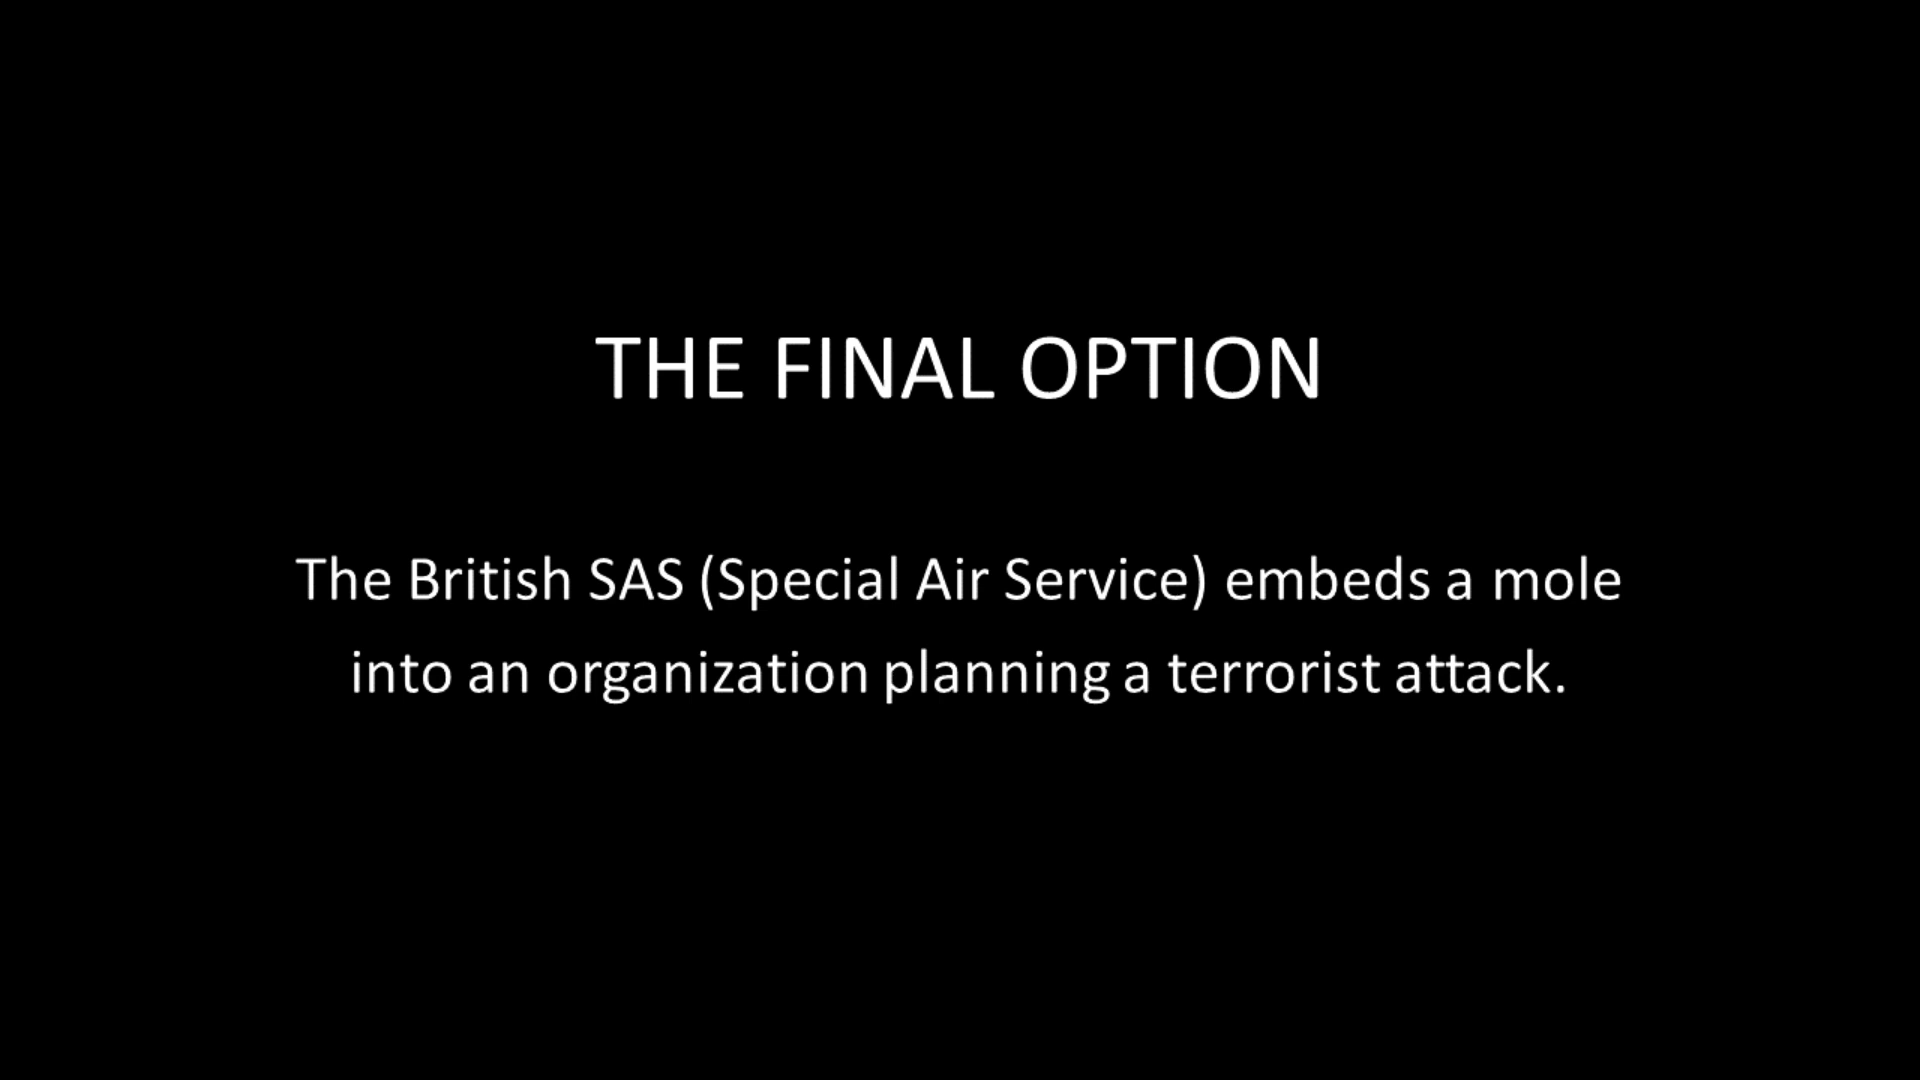 THE FINAL OPTION
The British SAS (Special Air Service) embeds a mole
into an organization planning a terrorist attack.